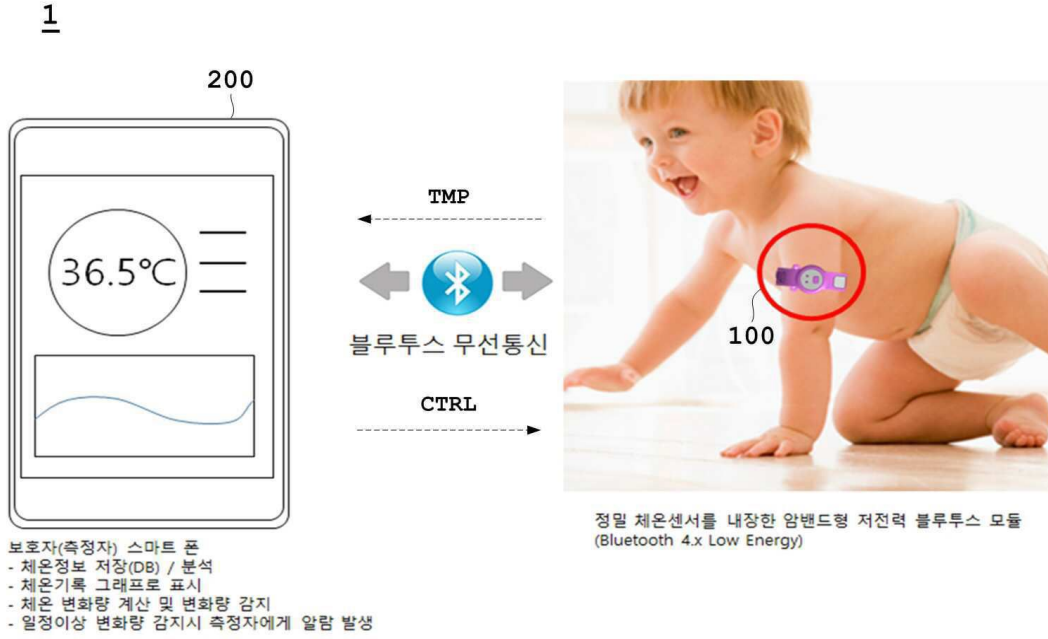 1
200
36.5℃
TMP
블루투스 무선통신
CTRL
100
정밀 체온센서를 내장한 암밴드형 저전력 블루투스 모듈
(Bluetooth 4.x Low Energy)
보호자(측정자) 스마트 폰
- 체온정보 저장(DB) / 분석
- 체온기록 그래프로 표시
- 체온 변화량 계산 및 변화량 감지
- 일정이상 변화량 감지시 측정자에게 알람 발생